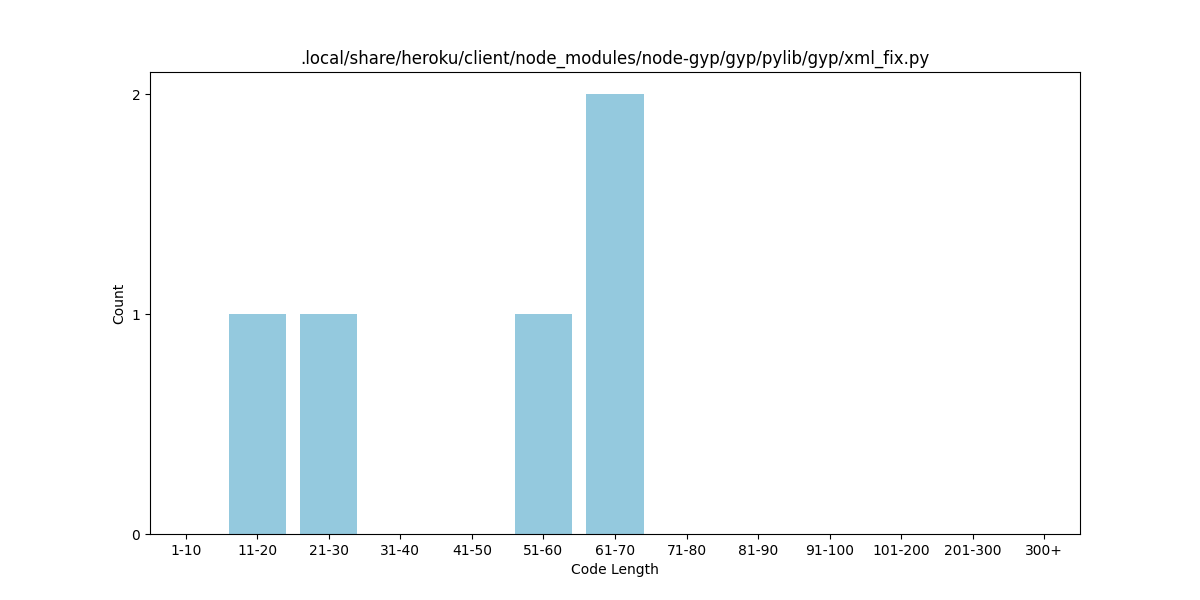 .local/share/heroku/client/node_modules/node-gyp/gyp/pylib/gyp/xml_fix.py
2
1
0
Count
1-10 11-20 21-30 31-40 41-50 51-60 61-70 71-80 81-90 91-100 101-200 201-300 300+
Code Length